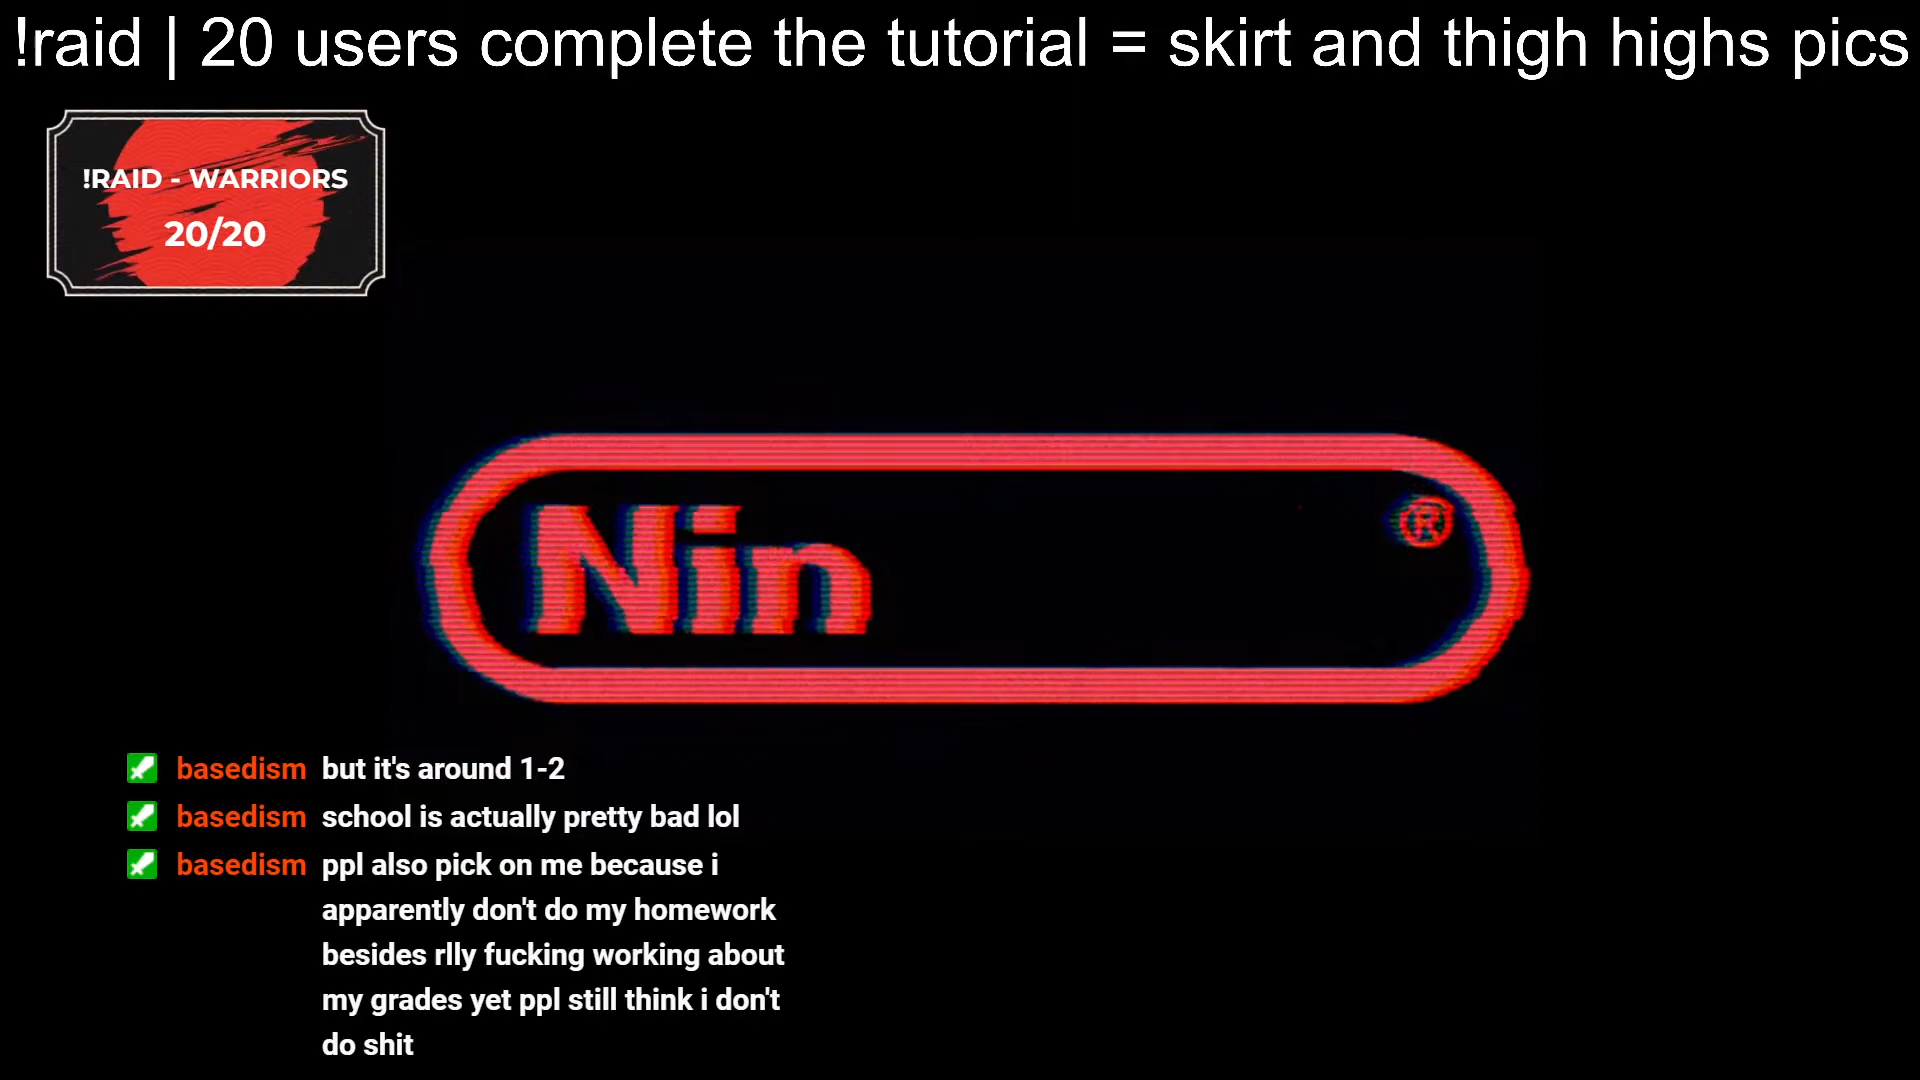 !raid | 20 users complete the tutorial = skirt and thigh highs pics
!RAID - WARRIORS
20/20
Nin ®
basedism but it's around 1-2
basedism school is actually pretty bad lol
basedism ppl also pick on me because i
apparently don't do my homework
besides rlly fucking working about
my grades yet ppl still think i don't
do shit